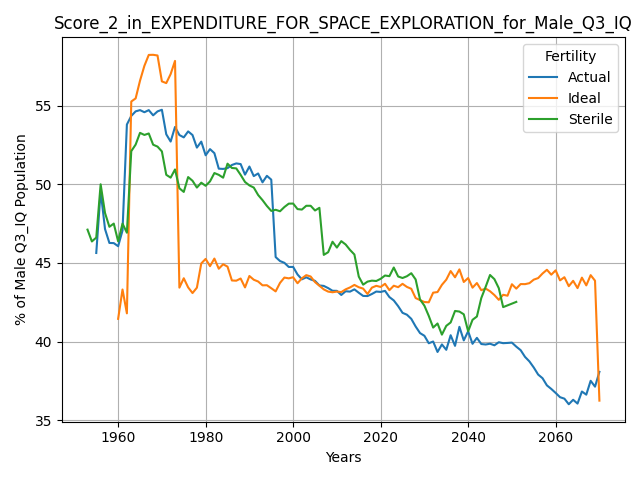 Score_2_in_EXPENDITURE_FOR_SPACE_EXPLORATION_for_Male_Q3_IQ
Fertility
Actual
Ideal
Sterile
% of Male Q3_IQ Population
55
50
45
40
35
1960 1980 2000 2020 2040 2060
Years